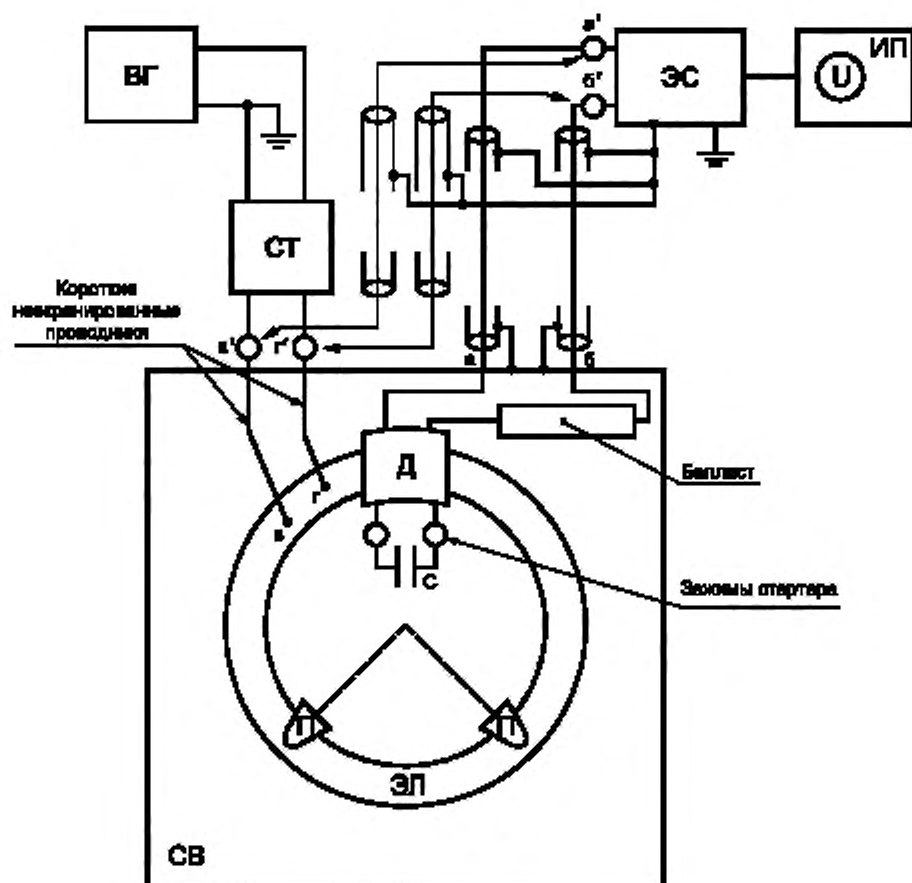 ВГ
а'
б'
ЭС
ИП
U
СТ
Короткие
неэкранированные
проводники
в'
г'
а
б
Балласт
Д
г
в
С
Зажимы стартера
П
П
ЭЛ
СВ